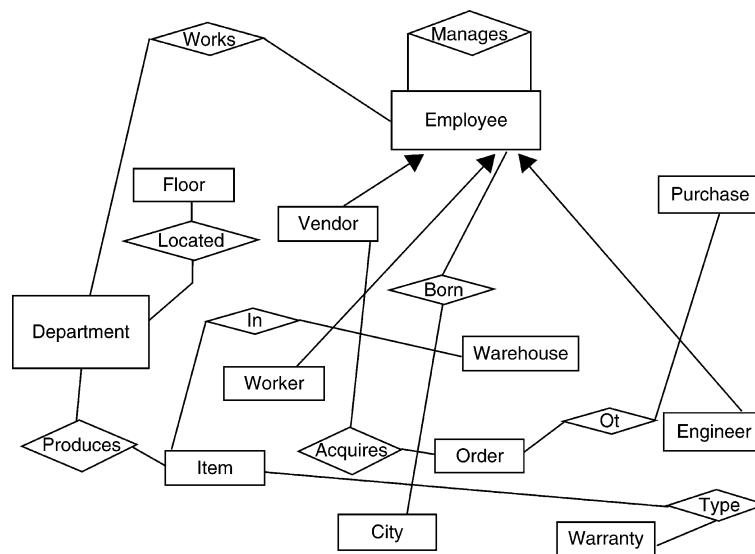 Works
Manages
Employee
Floor
Purchase
Vendor
Located
Born
In
Department
Warehouse
Worker
Ot
Engineer
Produces
Acquires
Order
Item
Type
City
Warranty